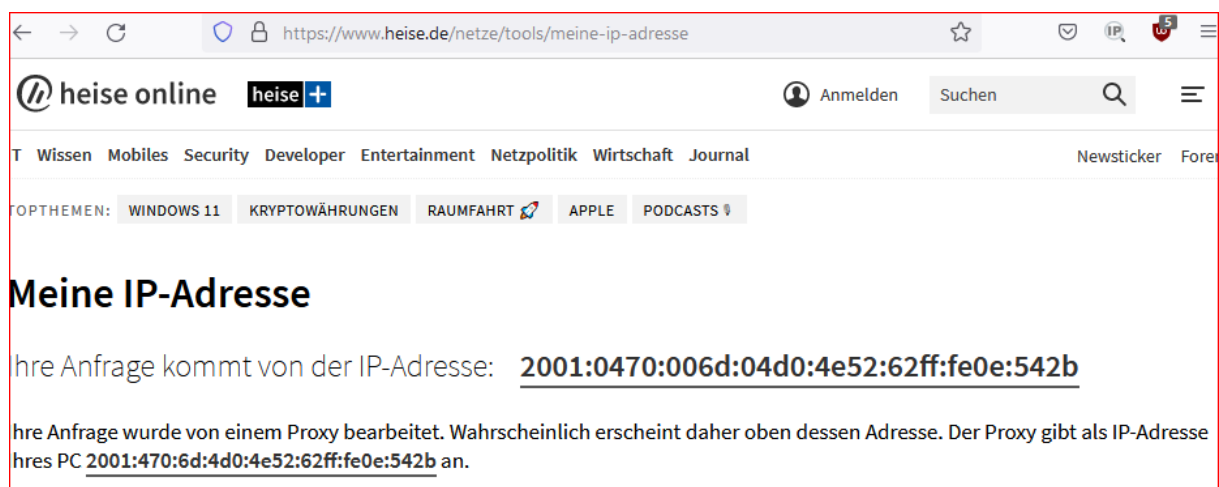 https://www.heise.de/netze/tools/meine-ip-adresse IP 5
heise online heise + Anmelden Suchen
T Wissen Mobiles Security Developer Entertainment Netzpolitik Wirtschaft Journal Newsticker Foren
TOPTHEMEN: WINDOWS 11 KRYPTOWÄHRUNGEN RAUMFAHRT 🚀 APPLE PODCASTS 🎙
Meine IP-Adresse
Ihre Anfrage kommt von der IP-Adresse: 2001:0470:006d:04d0:4e52:62ff:fe0e:542b
hre Anfrage wurde von einem Proxy bearbeitet. Wahrscheinlich erscheint daher oben dessen Adresse. Der Proxy gibt als IP-Adresse
hres PC 2001:470:6d:4d0:4e52:62ff:fe0e:542b an.